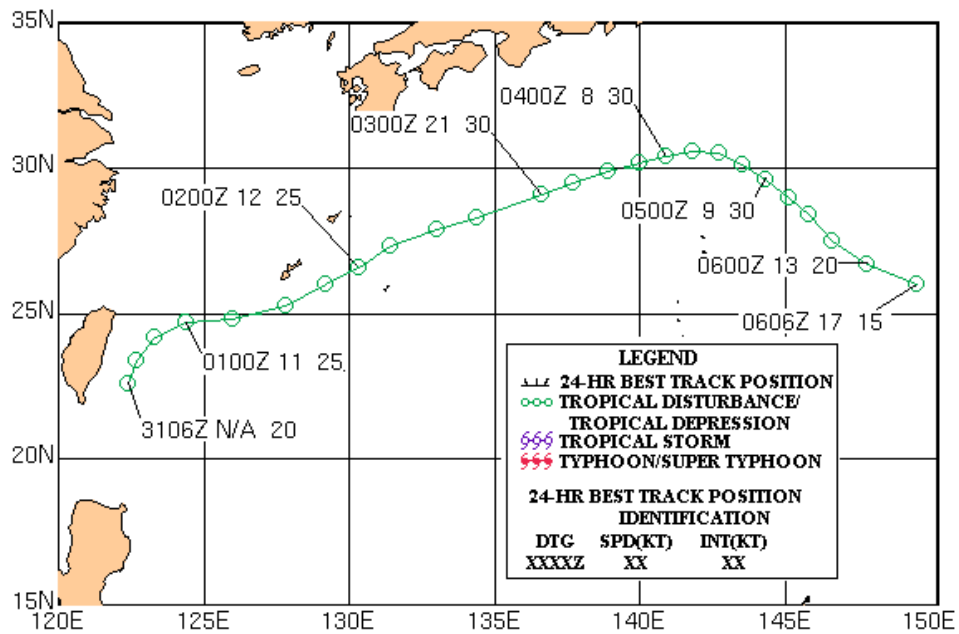 35N
30N
25N
20N
15N
120E 125E 130E 135E 140E 145E 150E
0400Z 8 30
0300Z 21 30
0200Z 12 25
0500Z 9 30
0600Z 13 20
0606Z 17 15
0100Z 11 25
3106Z N/A 20
LEGEND
24-HR BEST TRACK POSITION
TROPICAL DISTURBANCE/
TROPICAL DEPRESSION
TROPICAL STORM
TYPHOON/SUPER TYPHOON
24-HR BEST TRACK POSITION
IDENTIFICATION
DTG SPD(KT) INT(KT)
XXXXZ XX XX